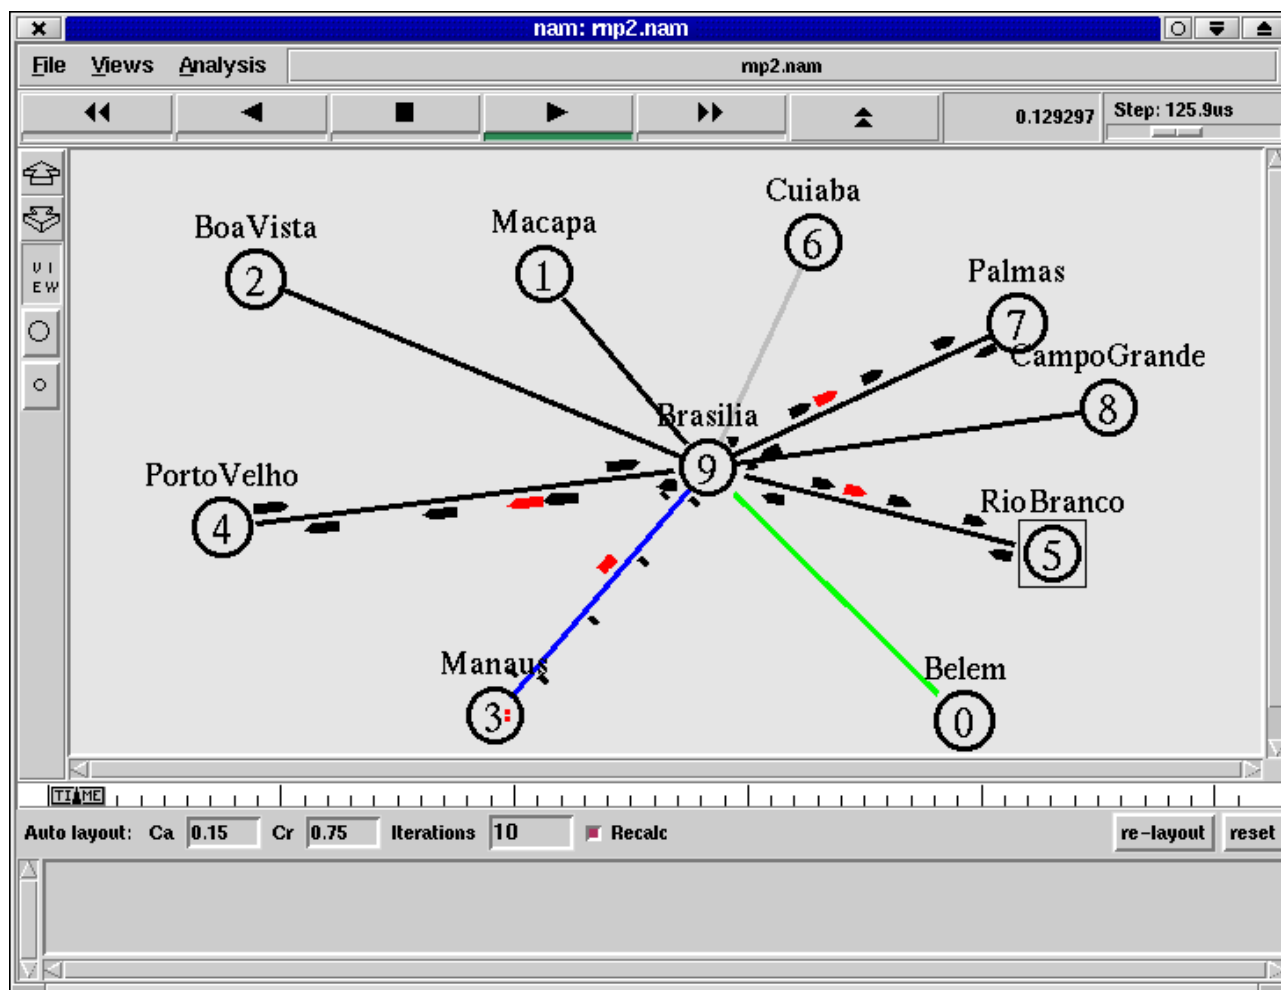 nam: rnp2.nam
File Views Analysis rnp2.nam
0.129297 Step: 125.9us
VIEW
Cuiaba
6
BoaVista
2
Macapa
1
Palmas
7
CampoGrande
8
Brasilia
9
PortoVelho
4
RioBranco
5
Manaus
3
Belem
0
TIME
Auto layout: Ca 0.15 Cr 0.75 Iterations 10 Recalc re-layout reset